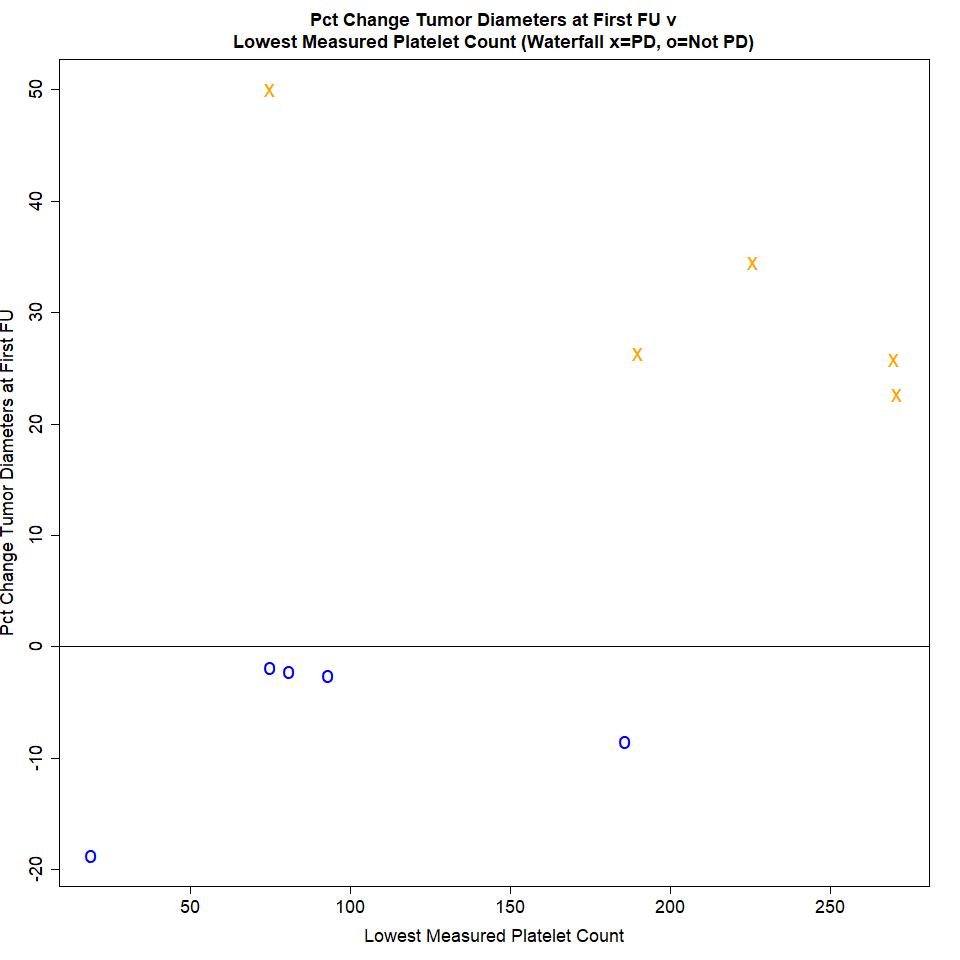 Pct Change Tumor Diameters at First FU v
Lowest Measured Platelet Count (Waterfall x=PD, o=Not PD)
Pct Change Tumor Diameters at First FU
50
40
30
20
10
0
-10
-20
X
X
X
X
X
O
O
O
O
O
50
100
150
200
250
Lowest Measured Platelet Count